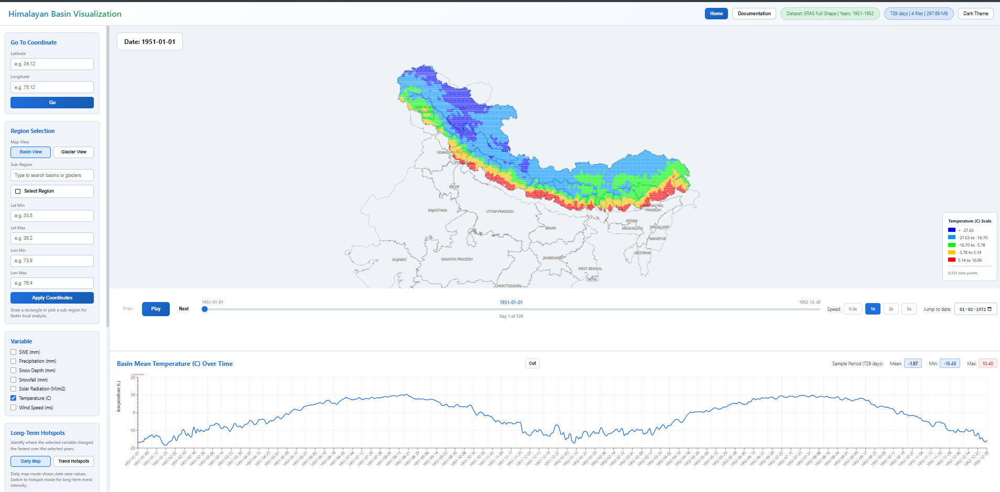 Himalayan Basin Visualization
Home
Documentation
Dataset: ERA5 Full Shape | Years: 1951-1952
729 days | 4 files | 297.69 MB
Dark Theme
Go To Coordinate
Latitude
e.g. 34.12
Longitude
e.g. 75.12
Go
Region Selection
Map View
Basin View
Glacier View
Sub-Region
Type to search basins or glaciers
Select Region
Lat Min
e.g. 33.5
Lat Max
e.g. 36.2
Lon Min
e.g. 73.9
Lon Max
e.g. 76.4
Apply Coordinates
Draw a rectangle or pick a sub-region for
faster local analysis.
Variable
SWE (mm)
Precipitation (mm)
Snow Depth (mm)
Snowfall (mm)
Solar Radiation (MJm2)
Temperature (C)
Wind Speed (ms)
Long-Term Hotspots
Identify where the selected variable changed
the fastest over the selected years.
Daily Map
Trend Hotspots
Daily map mode shows date-wise values.
Switch to hotspot mode for long-term trend
intensity.
Date: 1951-01-01
DELHI
RAJASTHAN
UTTAR PRADESH
BIHAR
ASSAM
MEGHALAYA
NAGALAND
MANIPUR
MIZORAM
PRADESH
GUJARAT
MADHYA PRADESH
JHARKHAND
WEST BENGAL
CHHATTISGARH
Temperature (C) Scale
< -27.63
-27.63 to -16.70
-16.70 to -5.78
-5.78 to 5.14
5.14 to 16.06
8,333 data points
Prev
Play
Next
1951-01-01
1951-01-01
1952-12-30
Day 1 of 729
Speed:
0.5x
1x
2x
5x
Jump to date:
01-01-1951
Basin Mean Temperature (C) Over Time
Cut
Sample Period (729 days)
Mean: -1.87
Min: -18.48
Max: 10.40
Temperature (C)
20
10
0
-10
-20
1951-01-01
1951-01-09
1951-01-17
1951-01-25
1951-02-02
1951-02-10
1951-02-18
1951-02-26
1951-03-06
1951-03-14
1951-03-22
1951-03-30
1951-04-07
1951-04-15
1951-04-23
1951-05-01
1951-05-09
1951-05-17
1951-05-25
1951-06-02
1951-06-10
1951-06-18
1951-06-26
1951-07-04
1951-07-12
1951-07-20
1951-07-28
1951-08-05
1951-08-13
1951-08-21
1951-08-29
1951-09-06
1951-09-14
1951-09-22
1951-09-30
1951-10-08
1951-10-16
1951-10-24
1951-11-01
1951-11-09
1951-11-17
1951-11-25
1951-12-03
1951-12-11
1951-12-19
1951-12-27
1952-01-05
1952-01-13
1952-01-21
1952-01-29
1952-02-06
1952-02-14
1952-02-22
1952-03-01
1952-03-09
1952-03-17
1952-03-25
1952-04-02
1952-04-10
1952-04-18
1952-04-26
1952-05-04
1952-05-12
1952-05-20
1952-05-28
1952-06-05
1952-06-13
1952-06-21
1952-06-29
1952-07-07
1952-07-15
1952-07-23
1952-07-31
1952-08-08
1952-08-16
1952-08-24
1952-09-01
1952-09-09
1952-09-17
1952-09-25
1952-10-03
1952-10-11
1952-10-19
1952-10-27
1952-11-04
1952-11-12
1952-11-20
1952-11-28
1952-12-06
1952-12-14
1952-12-22
1952-12-30